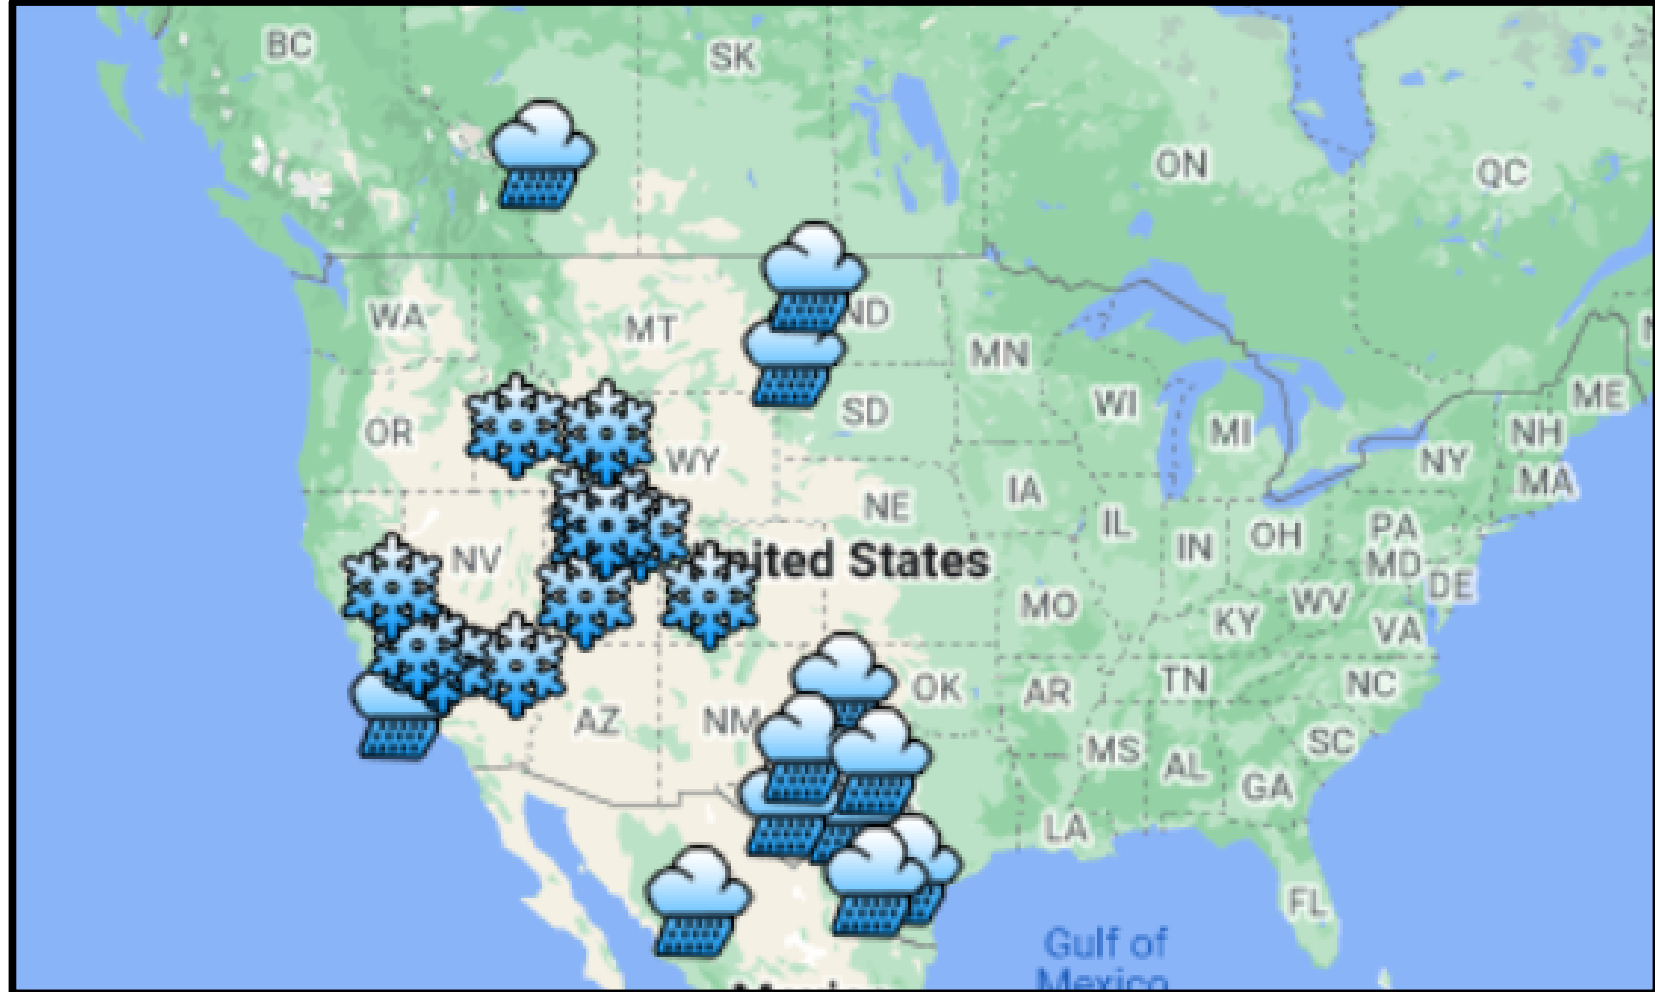 BC
SK
ON
QC
WA
MT
ND
MN
ME
OR
SD
WI
MI
NH
WY
NY
MA
NE
IA
IL
PA
OH
IN
NV
United States
MD
DE
MO
WV
KY
VA
OK
AR
TN
NC
AZ
NM
MS
SC
AL
GA
LA
FL
Gulf of
Mexico